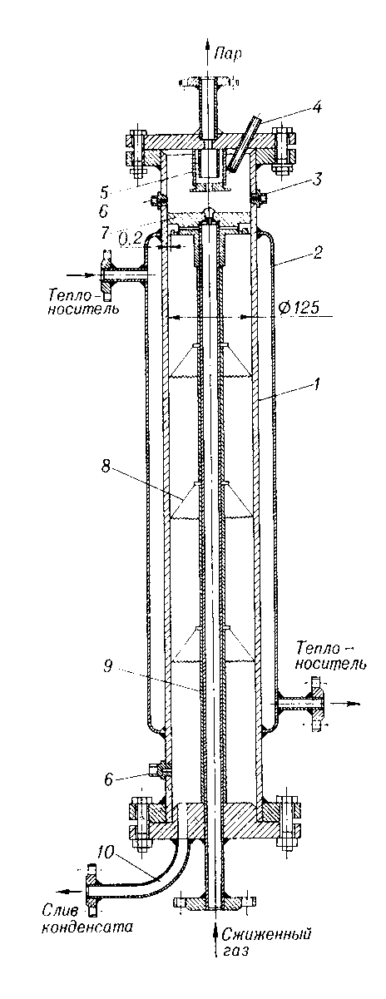 Пар
4
5
3
6
7
0,2
2
Тепло-
носитель
Ø125
1
8
Тепло-
носитель
9
6
10
Слив
конденсата
Сжиженный
газ